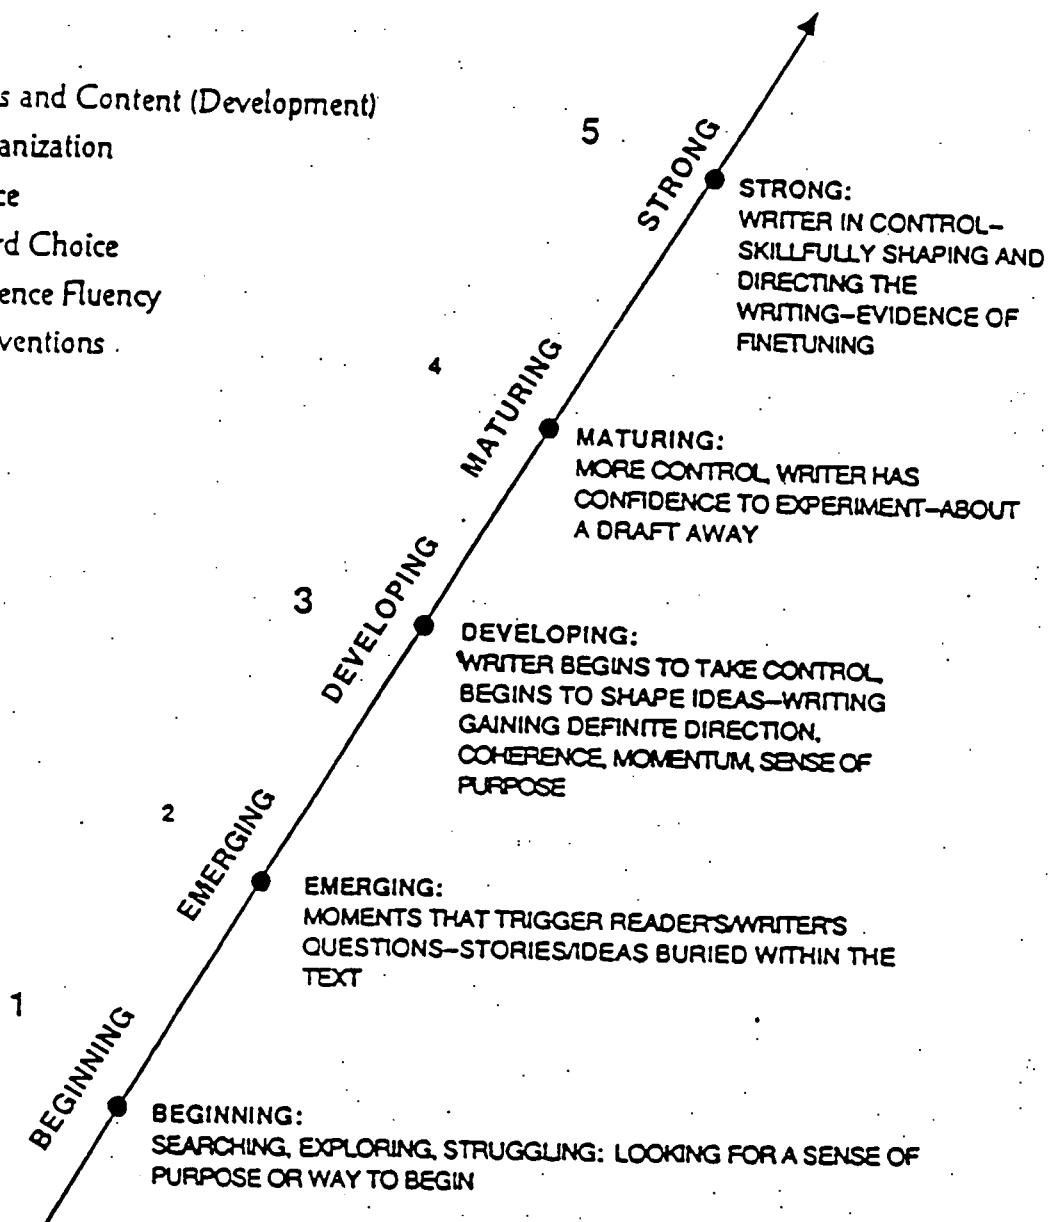 s and Content (Development)
anization
ce
rd Choice
ence Fluency
ventions
5
STRONG
STRONG:
WRITER IN CONTROL–
SKILLFULLY SHAPING AND
DIRECTING THE
WRITING–EVIDENCE OF
FINETUNING
4
MATURING
MATURING:
MORE CONTROL, WRITER HAS
CONFIDENCE TO EXPERIMENT–ABOUT
A DRAFT AWAY
3
DEVELOPING
DEVELOPING:
WRITER BEGINS TO TAKE CONTROL,
BEGINS TO SHAPE IDEAS–WRITING
GAINING DEFINITE DIRECTION,
COHERENCE, MOMENTUM, SENSE OF
PURPOSE
2
EMERGING
EMERGING:
MOMENTS THAT TRIGGER READER'S/WRITER'S
QUESTIONS–STORIES/IDEAS BURIED WITHIN THE
TEXT
1
BEGINNING
BEGINNING:
SEARCHING, EXPLORING, STRUGGLING: LOOKING FOR A SENSE OF
PURPOSE OR WAY TO BEGIN